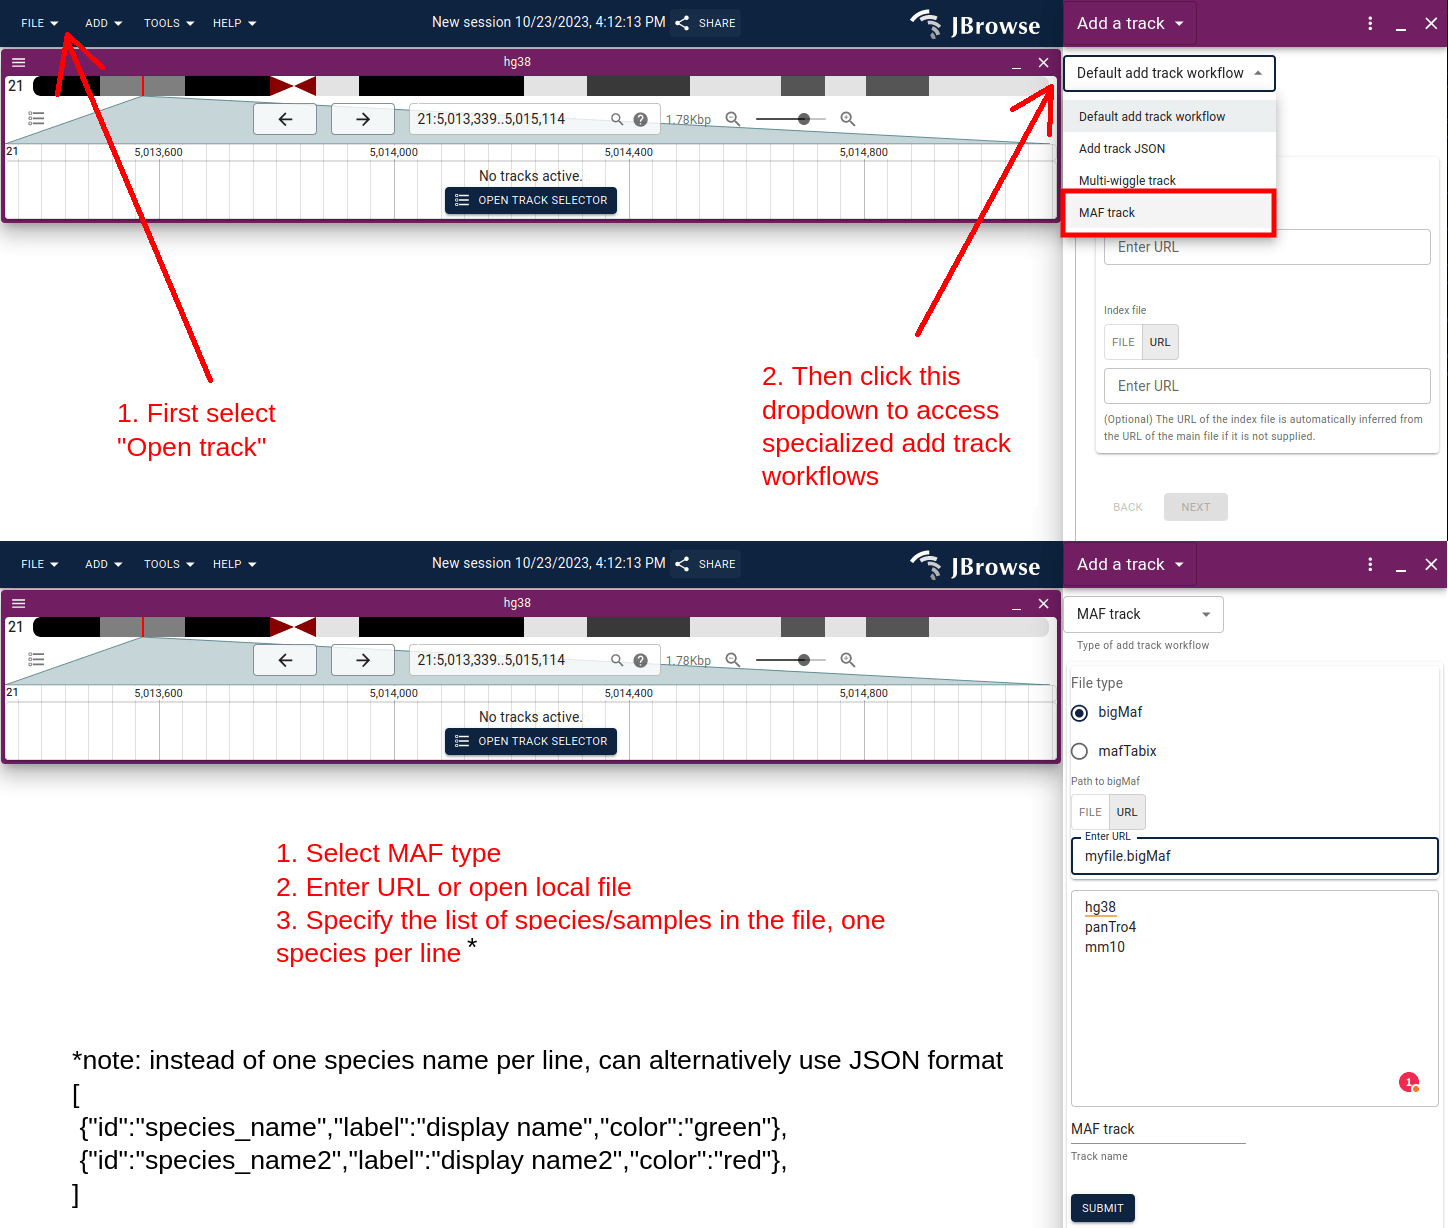 FILE ADD TOOLS HELP New session 10/23/2023, 4:12:13 PM SHARE JBrowse
hg38
21
21:5,013,339..5,015,114 ? 1.78Kbp
21 5,013,600 5,014,000 5,014,400 5,014,800
No tracks active.
OPEN TRACK SELECTOR
1. First select
"Open track"
2. Then click this
dropdown to access
specialized add track
workflows
Add a track
Default add track workflow
Default add track workflow
Add track JSON
Multi-wiggle track
MAF track
Enter URL
Index file
FILE URL
Enter URL
(Optional) The URL of the index file is automatically inferred from
the URL of the main file if it is not supplied.
BACK NEXT
FILE ADD TOOLS HELP New session 10/23/2023, 4:12:13 PM SHARE JBrowse
hg38
21
21:5,013,339..5,015,114 ? 1.78Kbp
21 5,013,600 5,014,000 5,014,400 5,014,800
No tracks active.
OPEN TRACK SELECTOR
1. Select MAF type
2. Enter URL or open local file
3. Specify the list of species/samples in the file, one
species per line *
*note: instead of one species name per line, can alternatively use JSON format
[
{"id":"species_name","label":"display name","color":"green"},
{"id":"species_name2","label":"display name2","color":"red"},
]
Add a track
MAF track
Type of add track workflow
File type
bigMaf
mafTabix
Path to bigMaf
FILE URL
Enter URL
myfile.bigMaf
hg38
panTro4
mm10
1
MAF track
Track name
SUBMIT